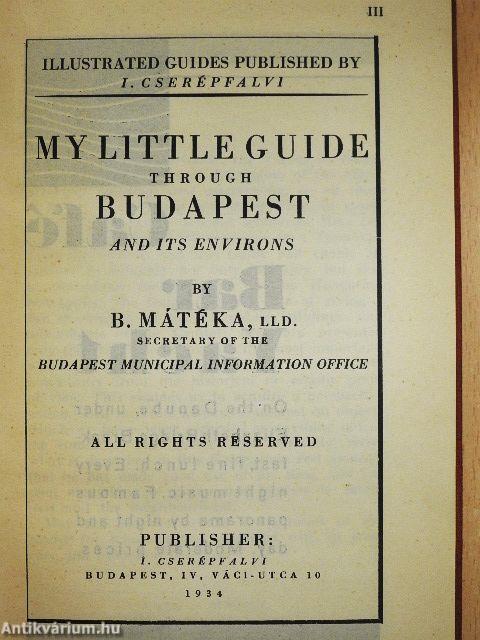 III
ILLUSTRATED GUIDES PUBLISHED BY
I. CSERÉPFALVI
MY LITTLE GUIDE
THROUGH
BUDAPEST
AND ITS ENVIRONS
BY
B. MÁTÉKA, LLD.
SECRETARY OF THE
BUDAPEST MUNICIPAL INFORMATION OFFICE
ALL RIGHTS RESERVED
PUBLISHER:
I. CSERÉPFALVI
BUDAPEST, IV, VÁCI-UTCA 10
1934
Antikvárium.hu